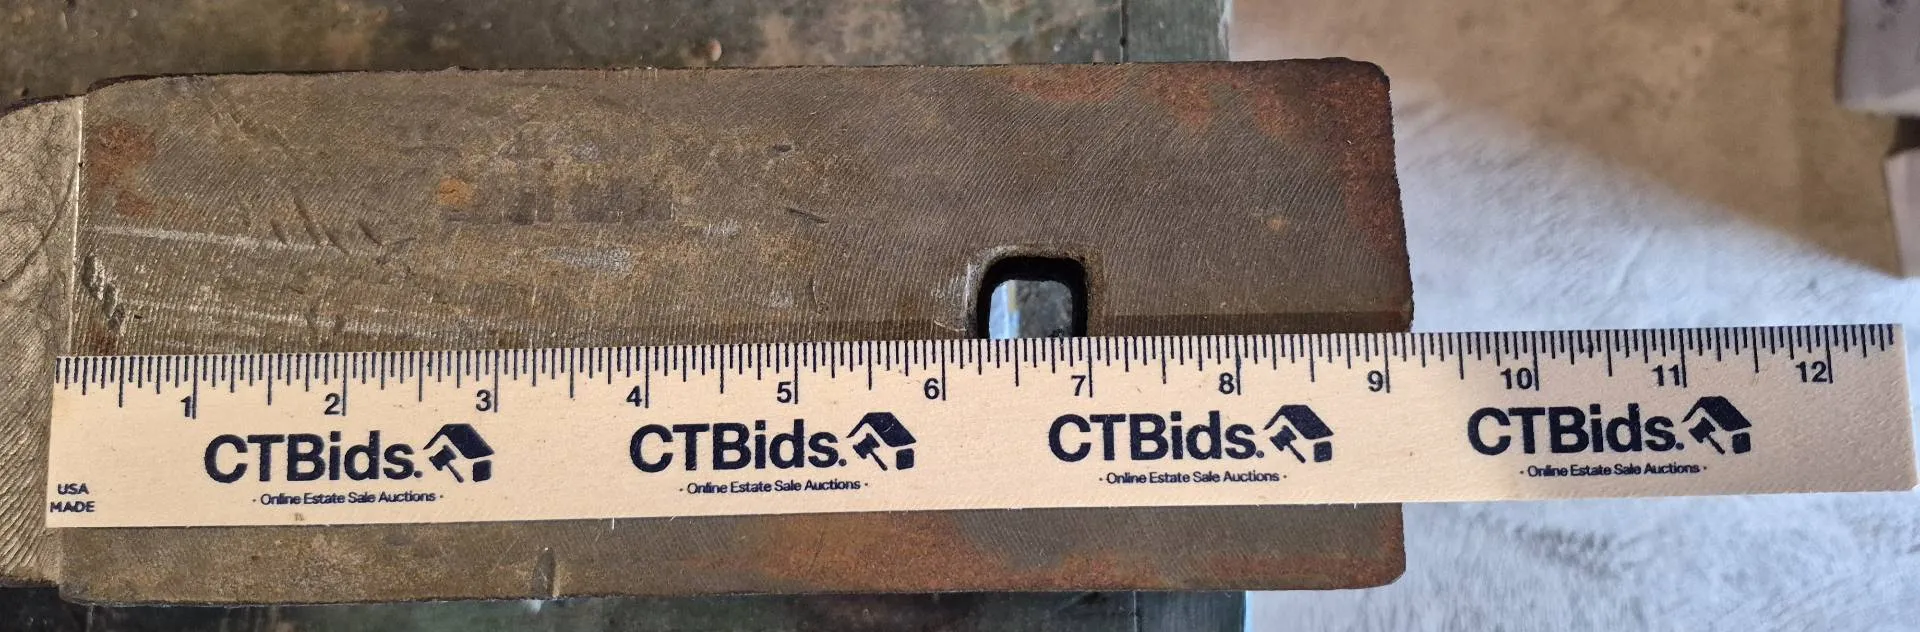 1 2 3 4 5 6 7 8 9 10 11 12
CTBids. CTBids. CTBids. CTBids.
· Online Estate Sale Auctions · · Online Estate Sale Auctions · · Online Estate Sale Auctions · · Online Estate Sale Auctions ·
USA
MADE